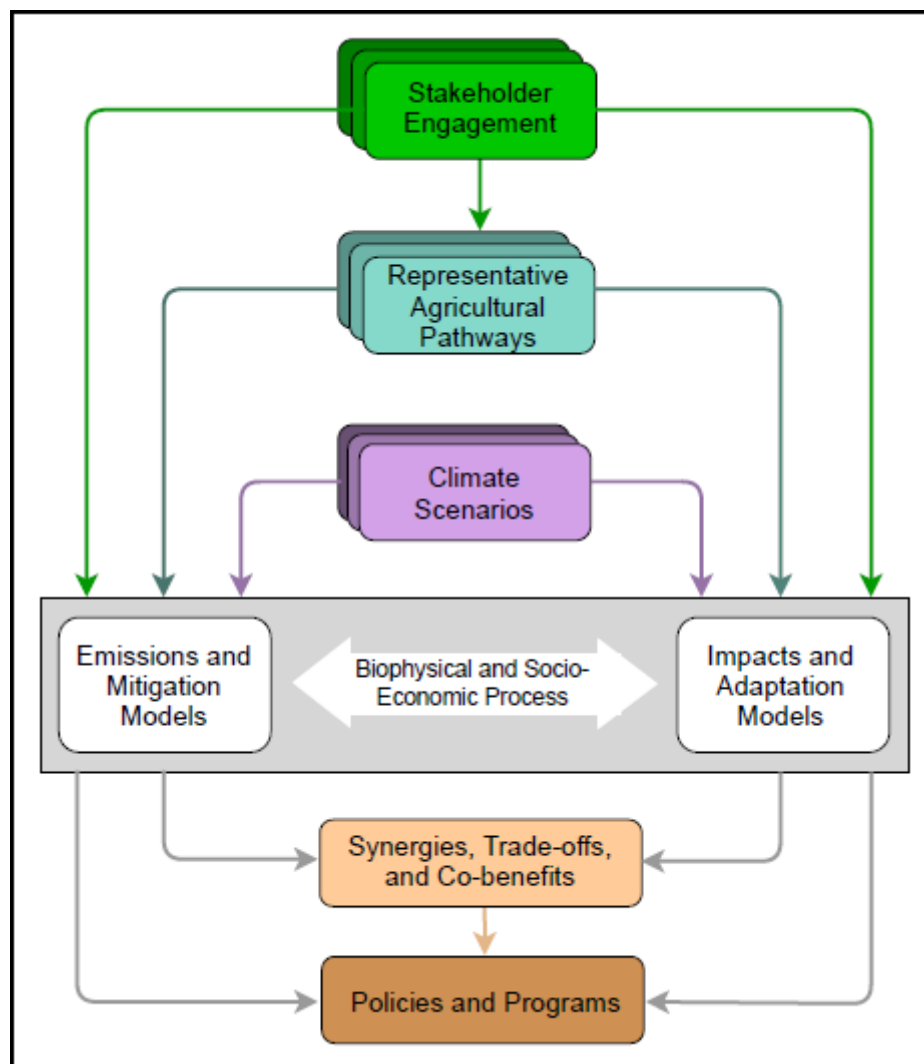 Stakeholder
Engagement
Representative
Agricultural
Pathways
Climate
Scenarios
Emissions and
Mitigation
Models
Biophysical and Socio-
Economic Process
Impacts and
Adaptation
Models
Synergies, Trade-offs,
and Co-benefits
Policies and Programs